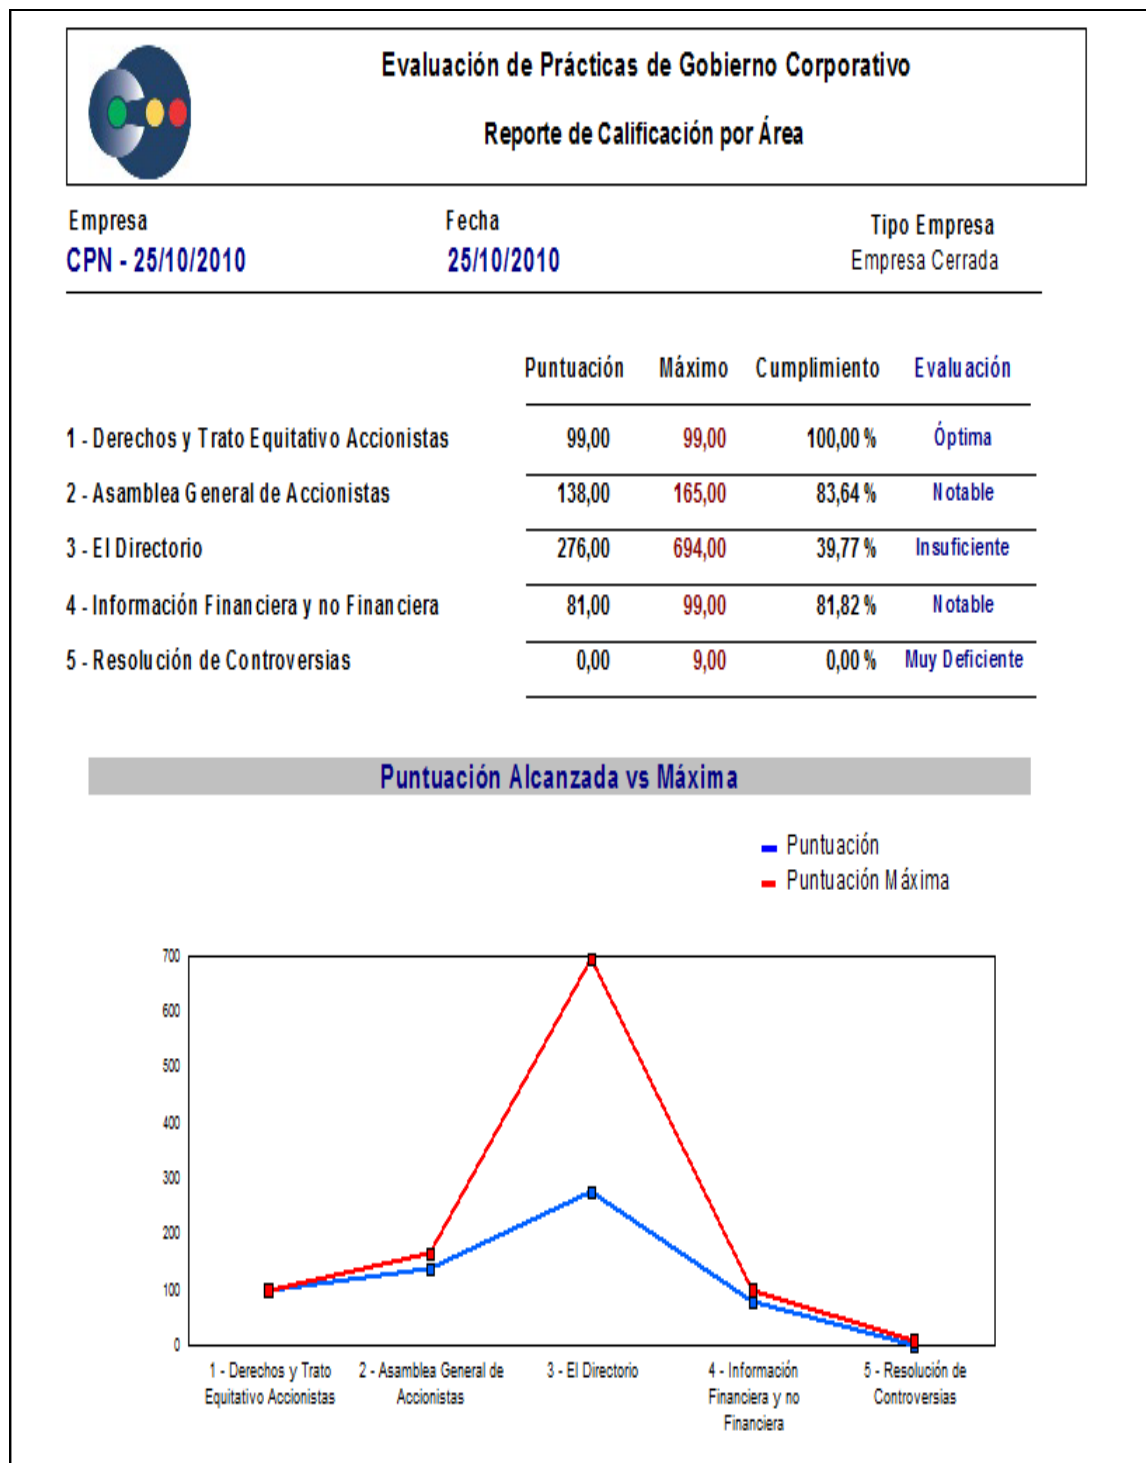 Evaluación de Prácticas de Gobierno Corporativo
Reporte de Calificación por Área
Empresa Fecha Tipo Empresa
CPN - 25/10/2010 25/10/2010 Empresa Cerrada
Puntuación Máximo Cumplimiento Evaluación
1 - Derechos y Trato Equitativo Accionistas 99,00 99,00 100,00 % Óptima
2 - Asamblea General de Accionistas 138,00 165,00 83,64 % Notable
3 - El Directorio 276,00 694,00 39,77 % Insuficiente
4 - Información Financiera y no Financiera 81,00 99,00 81,82 % Notable
5 - Resolución de Controversias 0,00 9,00 0,00 % Muy Deficiente
Puntuación Alcanzada vs Máxima
Puntuación
Puntuación Máxima
700
600
500
400
300
200
100
0
1 - Derechos y Trato 2 - Asamblea General de 3 - El Directorio 4 - Información 5 - Resolución de
Equitativo Accionistas Accionistas Financiera y no Controversias
Financiera